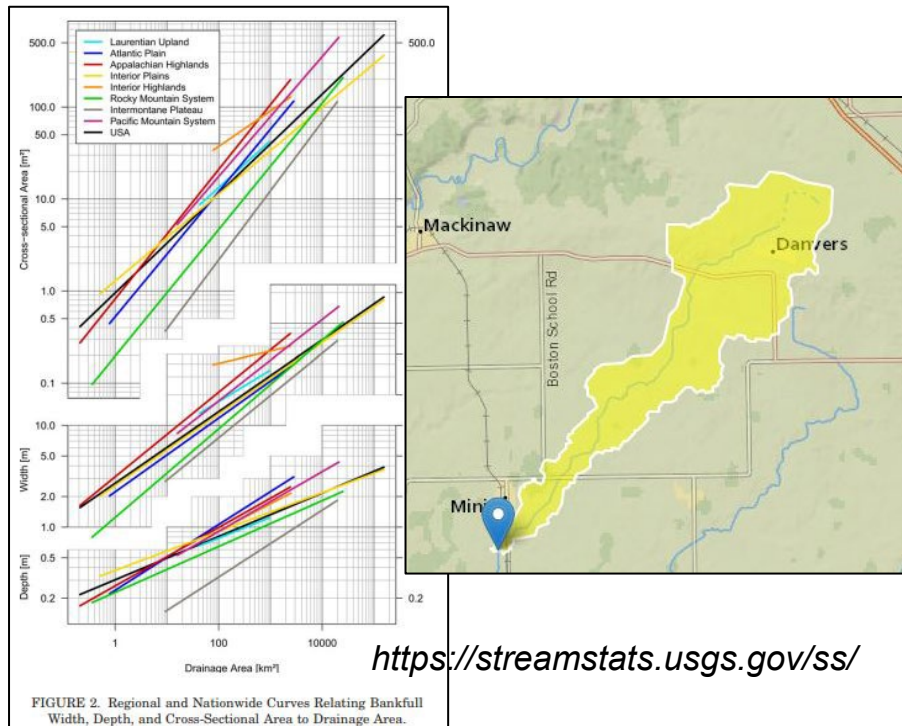 500.0
100.0
50.0
10.0
5.0
1.0
0.5
0.1
Cross-sectional Area [m²]
Laurentian Upland
Atlantic Plain
Appalachian Highlands
Interior Plains
Interior Highlands
Rocky Mountain System
Intermontane Plateau
Pacific Mountain System
USA
500.0
10.0
5.0
2.0
1.0
Width [m]
0.5
0.2
Depth [m]
0.2
1
100
10000
Drainage Area [km²]
FIGURE 2. Regional and Nationwide Curves Relating Bankfull
Width, Depth, and Cross-Sectional Area to Drainage Area.
Mackinaw
Danvers
Boston School Rd
Mini
https://streamstats.usgs.gov/ss/